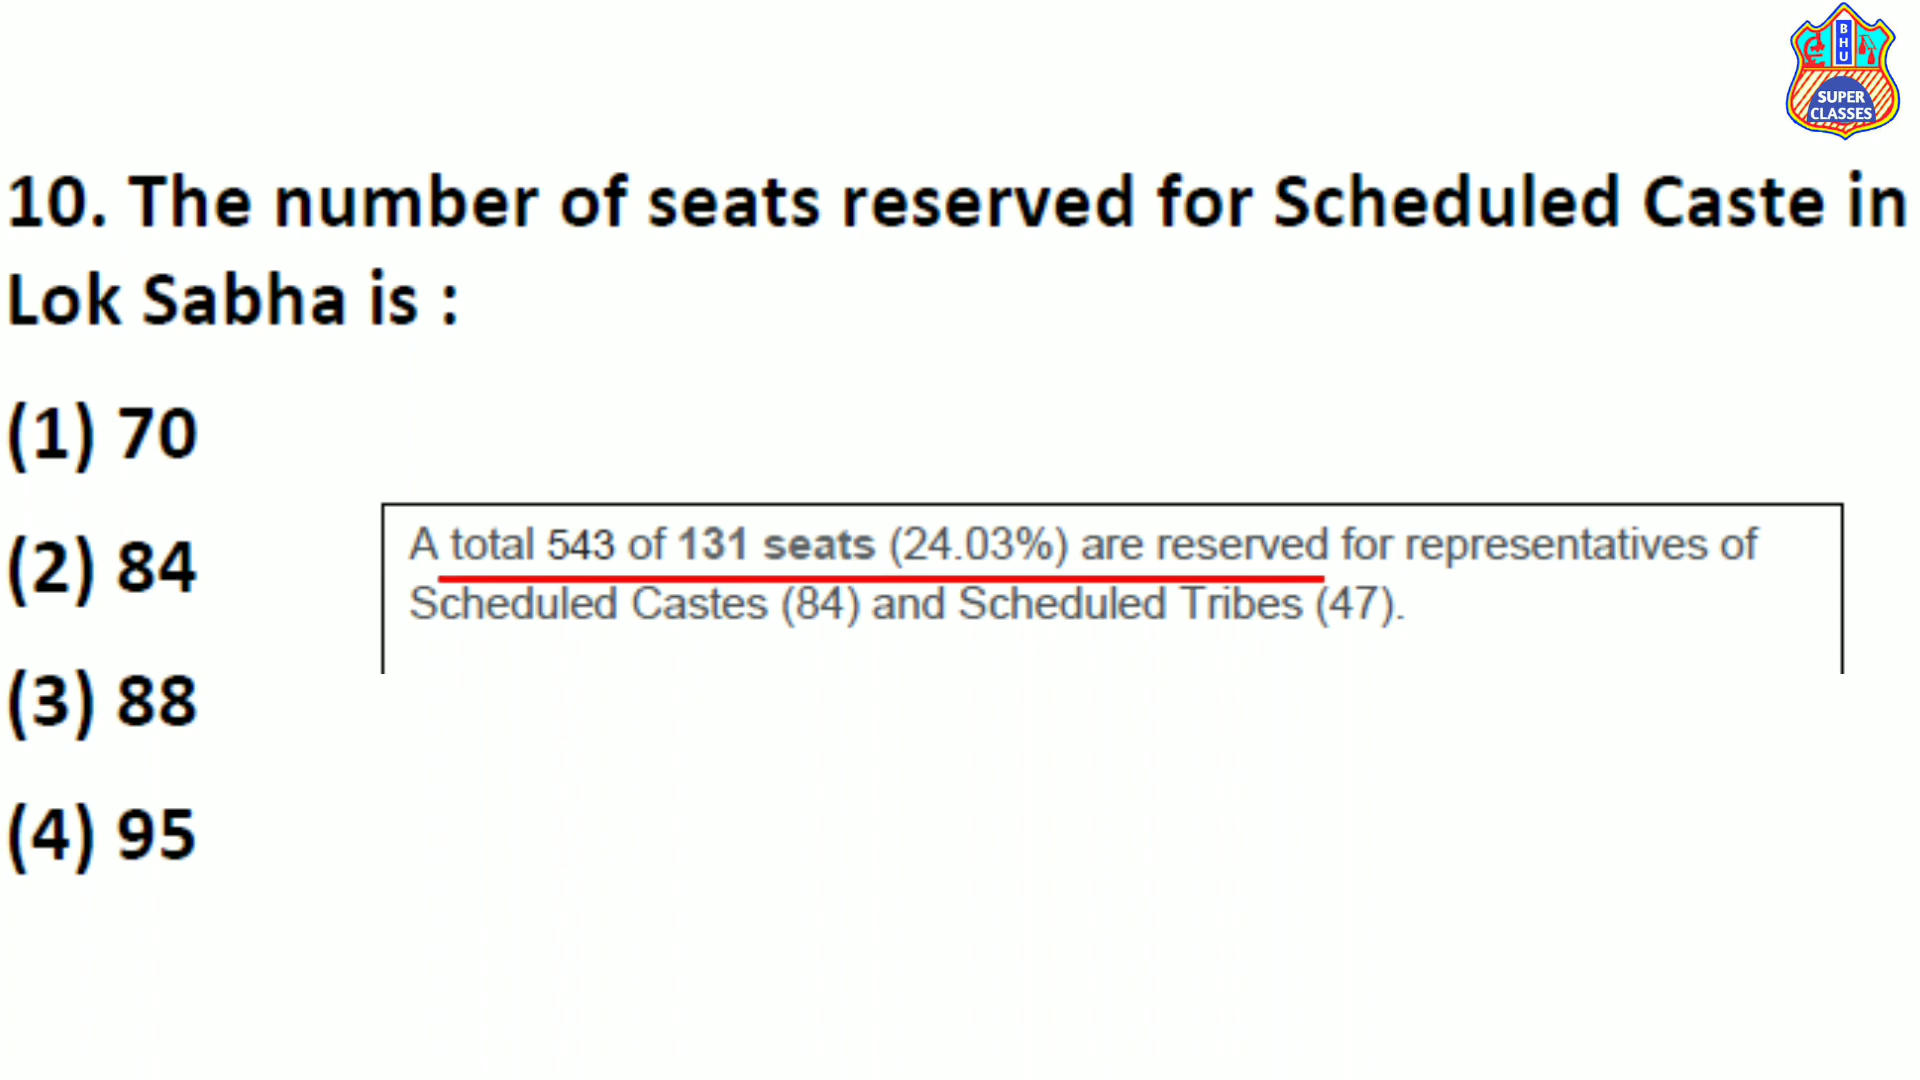 B
H
U
SUPER
CLASSES
10. The number of seats reserved for Scheduled Caste in
Lok Sabha is :
(1) 70
(2) 84
(3) 88
(4) 95
A total 543 of 131 seats (24.03%) are reserved for representatives of
Scheduled Castes (84) and Scheduled Tribes (47).